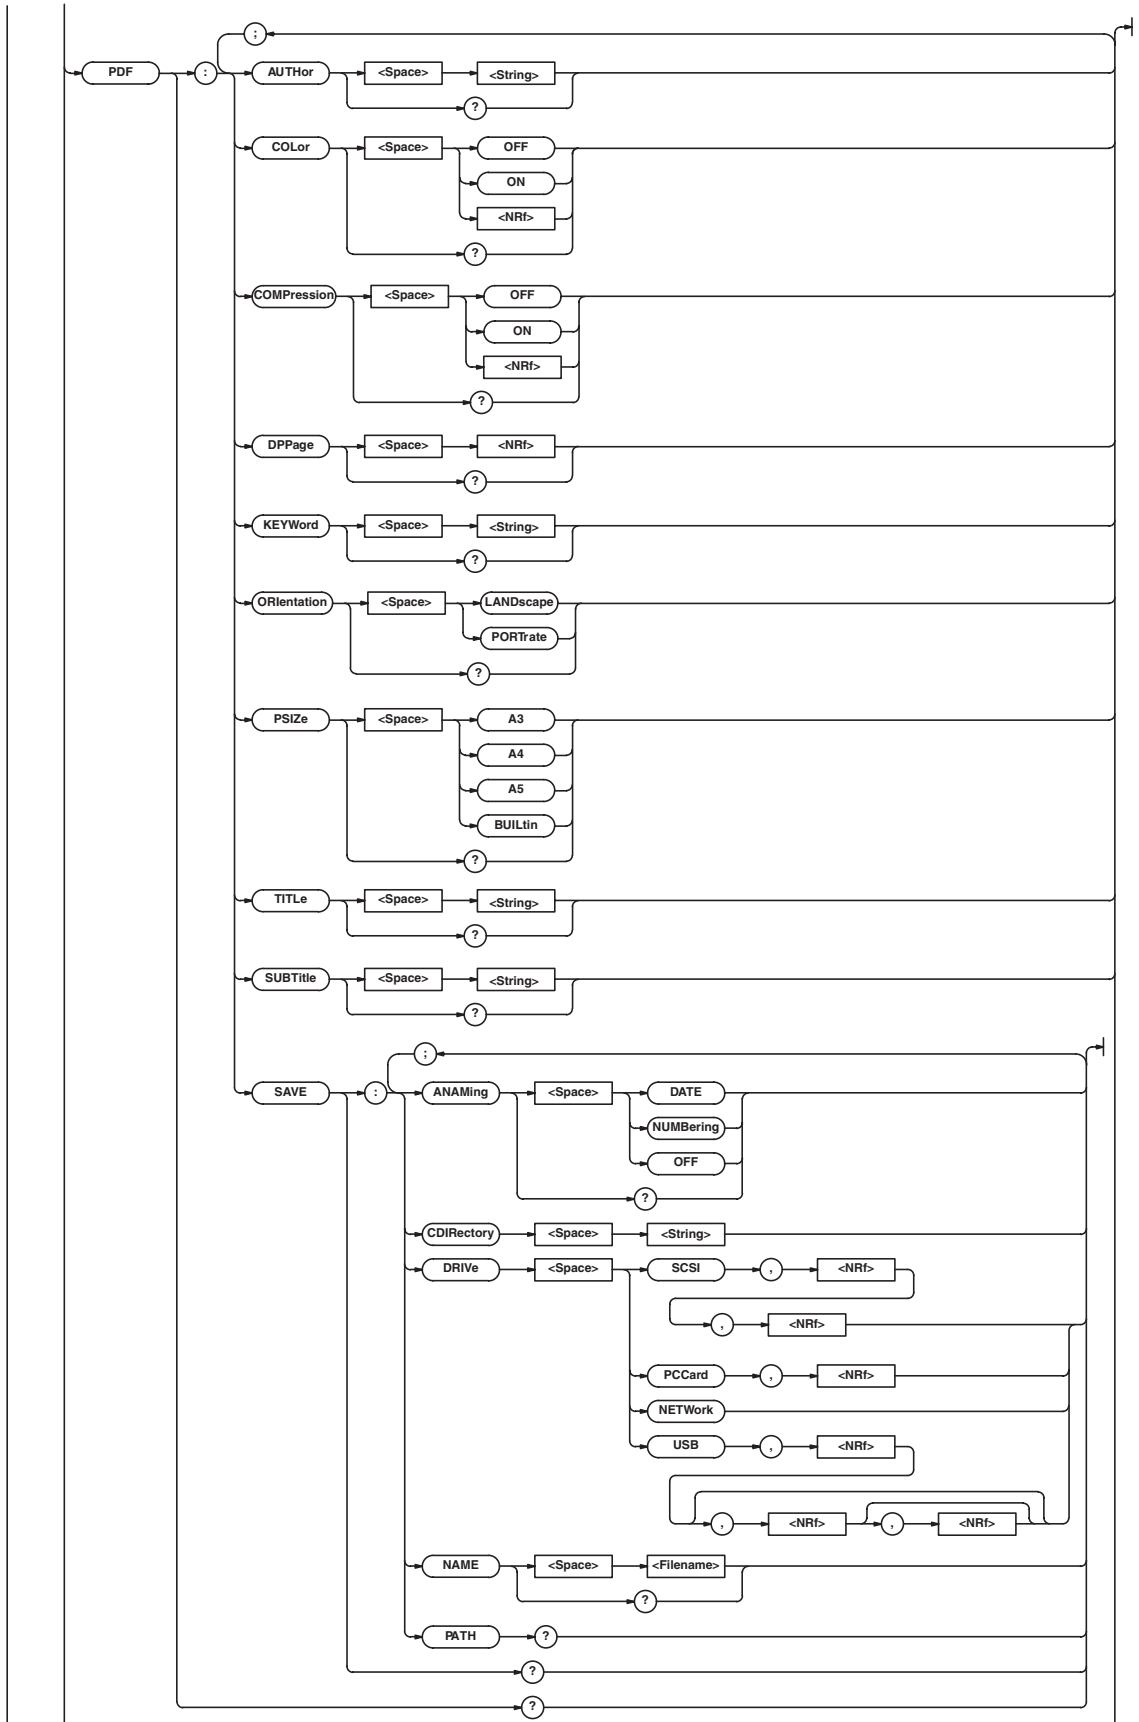 ;
PDF : AUTHor <Space> <String>
?
COLor <Space> OFF
ON
<NRf>
?
COMPression <Space> OFF
ON
<NRf>
?
DPPage <Space> <NRf>
?
KEYWord <Space> <String>
?
ORIentation <Space> LANDscape
PORTrate
?
PSIZe <Space> A3
A4
A5
BUILtin
?
TITLe <Space> <String>
?
SUBTitle <Space> <String>
?
;
SAVE : ANAMing <Space> DATE
NUMBering
OFF
?
CDIRectory <Space> <String>
DRIVe <Space> SCSI , <NRf>
, <NRf>
PCCard , <NRf>
NETWork
USB , <NRf>
, <NRf> , <NRf>
NAME <Space> <Filename>
?
PATH ?
?
?